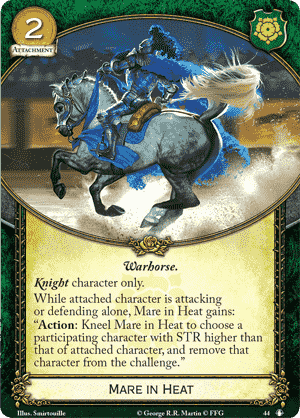 2
ATTACHMENT
Warhorse.
Knight character only.
While attached character is attacking
or defending alone, Mare in Heat gains:
“Action: Kneel Mare in Heat to choose a
participating character with STR higher than
that of attached character, and remove that
character from the challenge.”
MARE IN HEAT
Illus. Smirtouille © George R.R. Martin © FFG 44